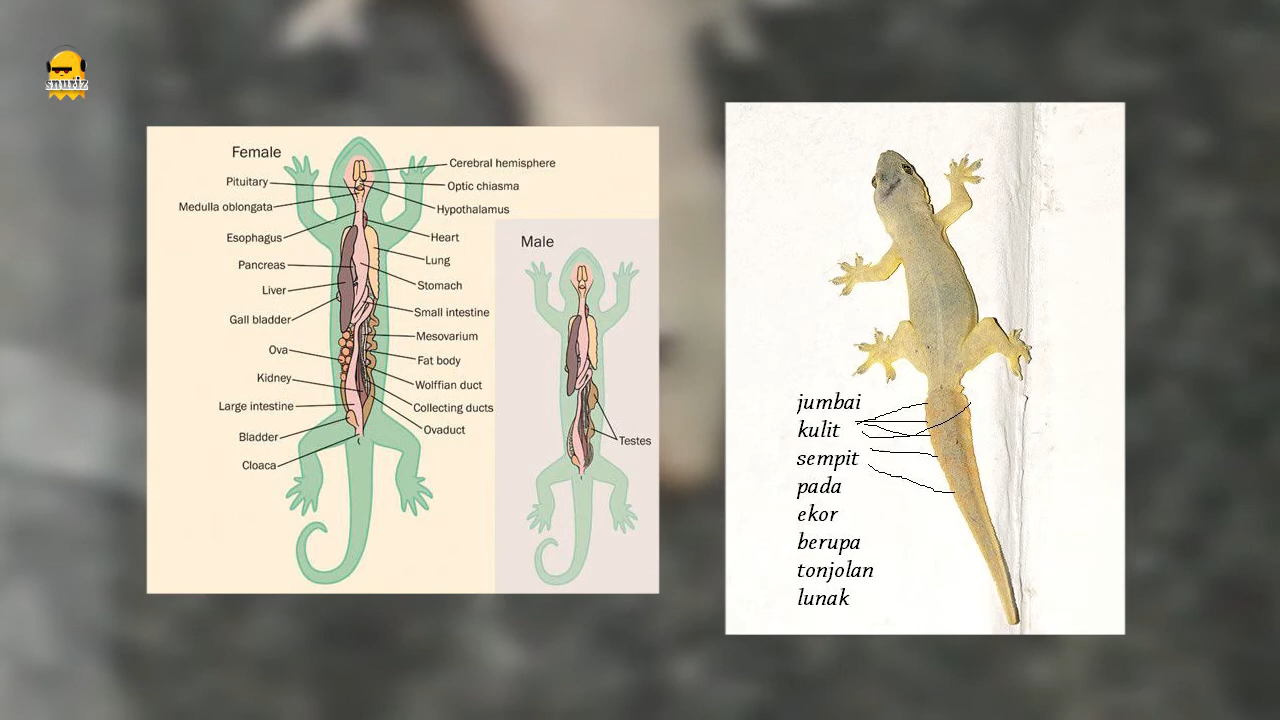 snuriz
Female
Pituitary
Medulla oblongata
Esophagus
Pancreas
Liver
Gall bladder
Ova
Kidney
Large intestine
Bladder
Cloaca
Cerebral hemisphere
Optic chiasma
Hypothalamus
Heart
Lung
Stomach
Small intestine
Mesovarium
Fat body
Wolffian duct
Collecting ducts
Ovaduct
Male
Testes
jumbai
kulit
sempit
pada
ekor
berupa
tonjolan
lunak